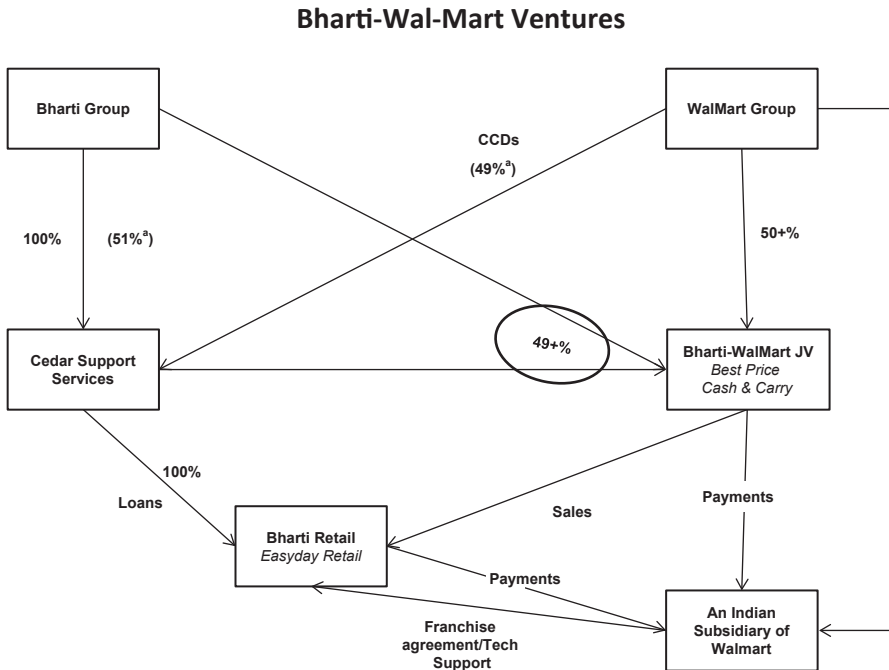 Bharti-Wal-Mart Ventures
Bharti Group
WalMart Group
CCDs
(49%ᵃ)
100%
(51%ᵃ)
50+%
49+%
Cedar Support
Services
Bharti-WalMart JV
Best Price
Cash & Carry
100%
Loans
Sales
Payments
Bharti Retail
Easyday Retail
Payments
Franchise
agreement/Tech
Support
An Indian
Subsidiary of
Walmart